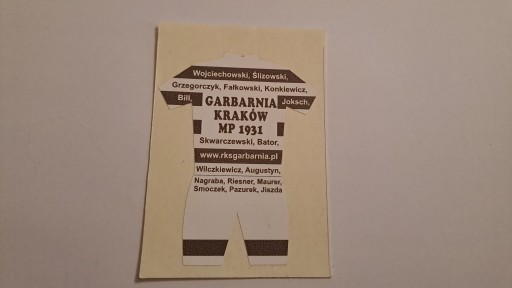 Wojciechowski, Ślizowski,
Grzegorczyk, Fałkowski, Konkiewicz,
Bill, GARBARNIA Joksch,
KRAKÓW
MP 1931
Skwarczewski, Bator,
www.rksgarbarnia.pl
Wilczkiewicz, Augustyn,
Nagraba, Riesner, Maurer,
Smoczek, Pazurek, Jiszda